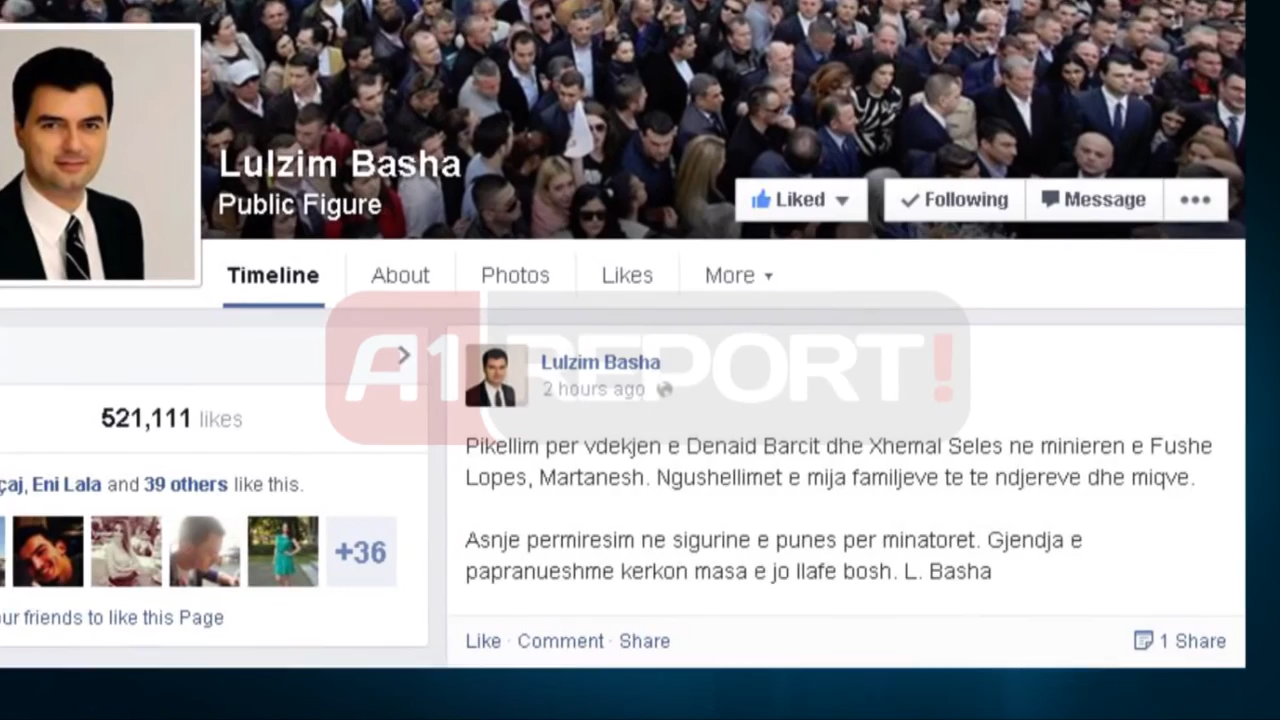 Lulzim Basha
Public Figure
Liked
Following
Message
Timeline
About
Photos
Likes
More
A1 REPORT!
521,111 likes
çaj, Eni Lala and 39 others like this.
+36
ur friends to like this Page
Lulzim Basha
2 hours ago
Pikellim per vdekjen e Denaid Barcit dhe Xhemal Seles ne minieren e Fushe
Lopes, Martanesh. Ngushellimet e mija familjeve te te ndjereve dhe miqve.
Asnje permiresim ne sigurine e punes per minatoret. Gjendja e
papranueshme kerkon masa e jo llafe bosh. L. Basha
Like · Comment · Share
1 Share